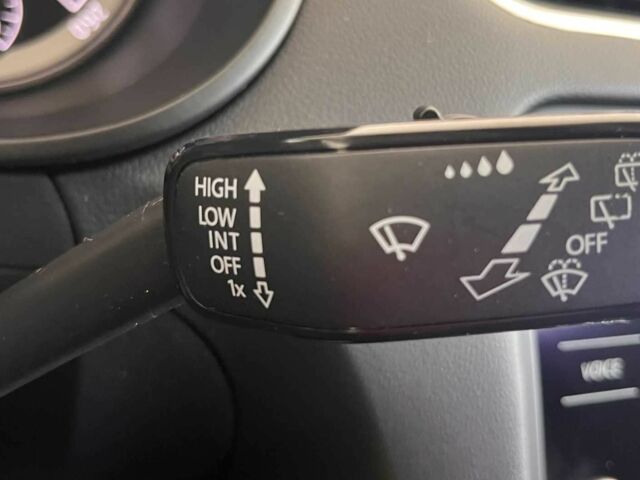 HIGH
LOW
INT
OFF
1x
OFF
VOICE